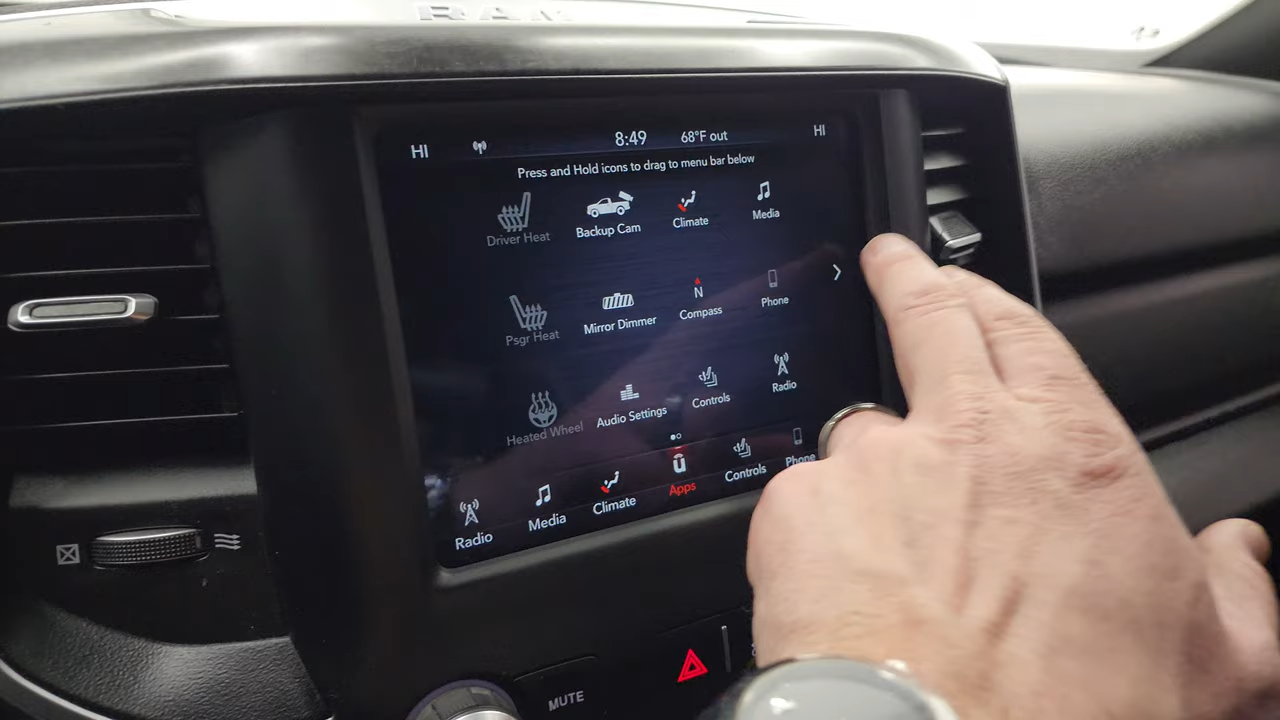 RAM
HI 8:49 68°F out HI
Press and Hold icons to drag to menu bar below
Driver Heat Backup Cam Climate Media
N
Psgr Heat Mirror Dimmer Compass Phone
Heated Wheel Audio Settings Controls Radio
Radio Media Climate Apps Controls Phone
MUTE